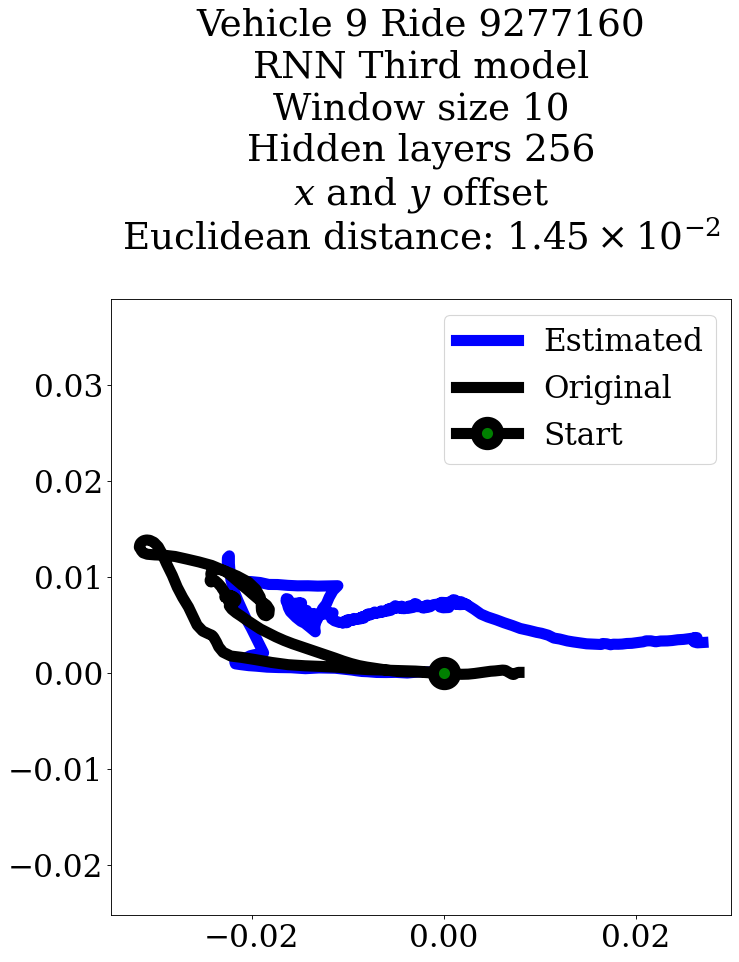 Vehicle 9 Ride 9277160
RNN Third model
Window size 10
Hidden layers 256
x and y offset
Euclidean distance: 1.45 × 10⁻²
Estimated
Original
Start
0.03
0.02
0.01
0.00
−0.01
−0.02
−0.02 0.00 0.02